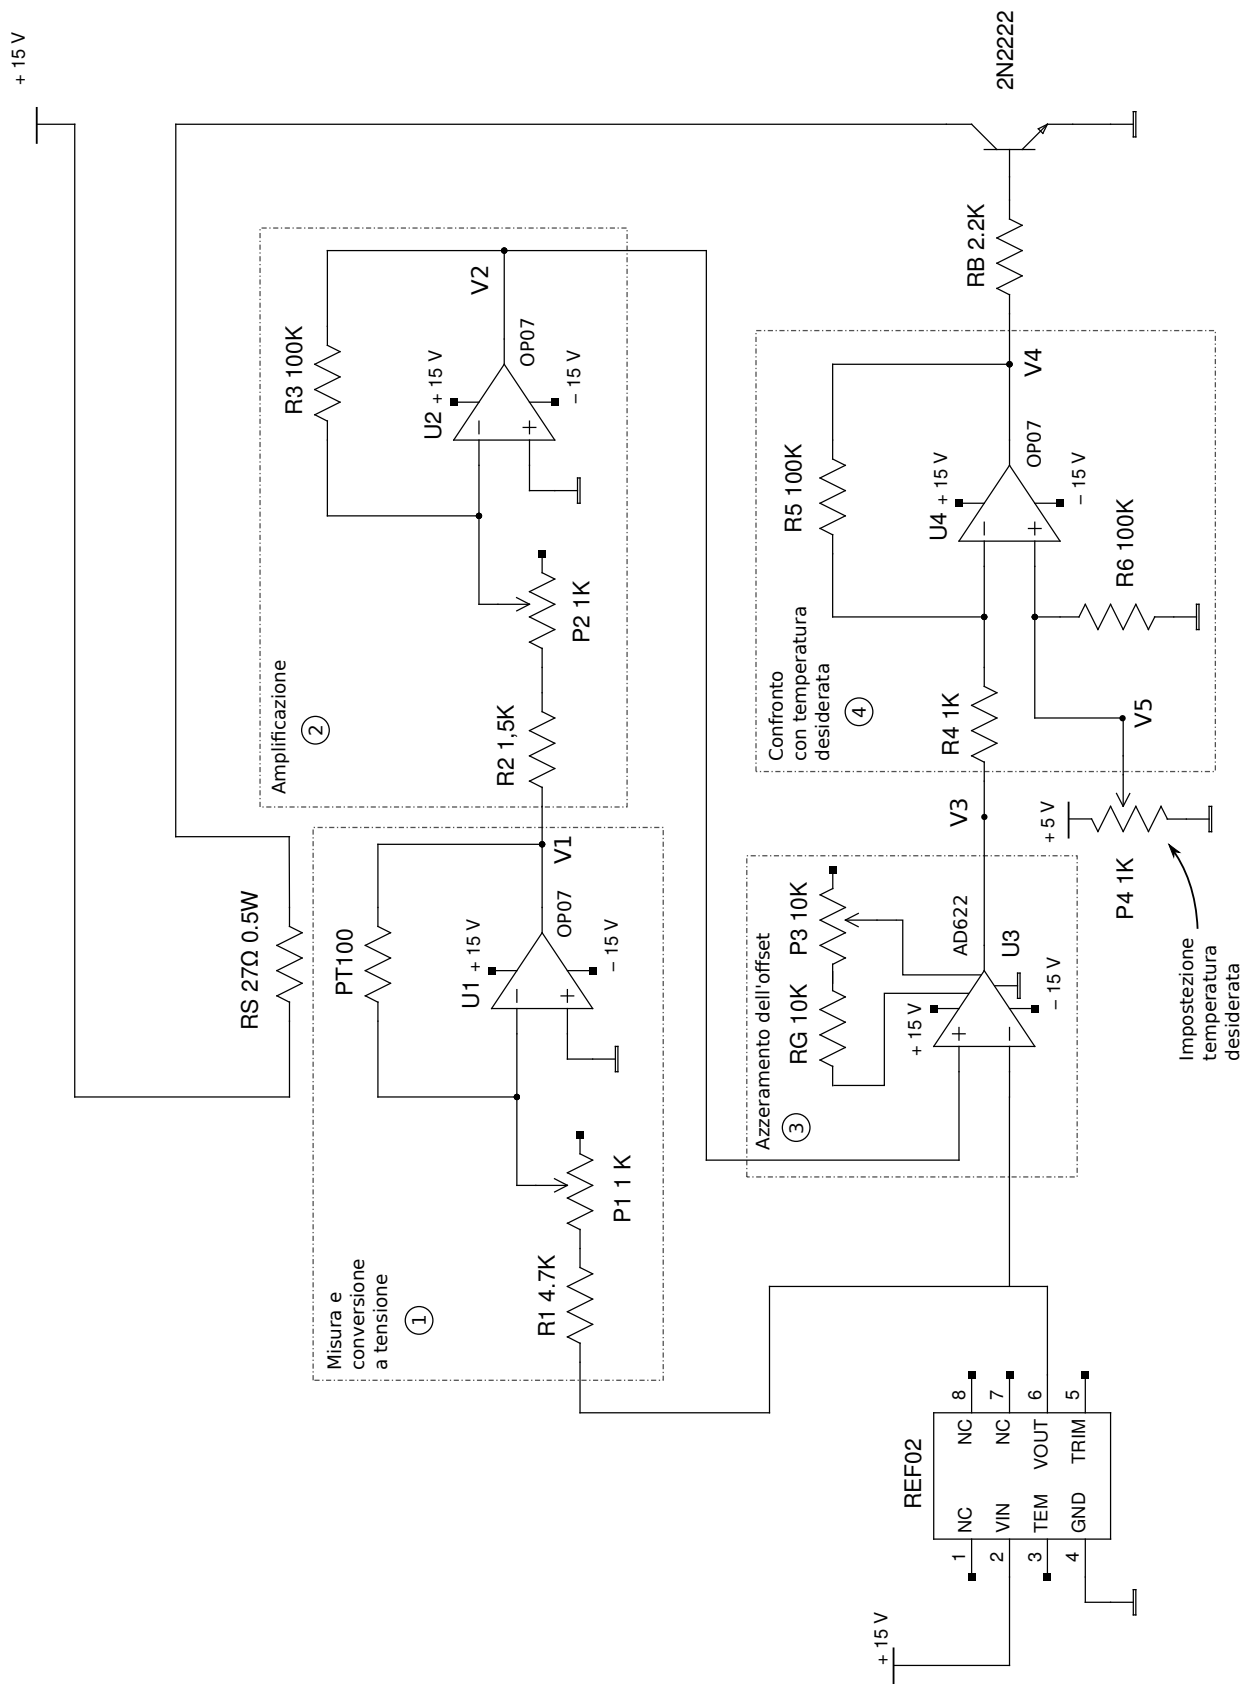 + 15 V
RS 27Ω 0.5W
Misura e
conversione
a tensione
1
R1 4.7K
P1 1 K
PT100
U1
+ 15 V
− 15 V
−
+
OP07
V1
Amplificazione
2
R2 1,5K
P2 1K
R3 100K
U2
+ 15 V
− 15 V
−
+
OP07
V2
+ 15 V
REF02
1
NC
2
VIN
3
TEM
4
GND
NC
8
NC
7
VOUT
6
TRIM
5
Azzeramento dell'offset
3
RG 10K
P3 10K
+ 15 V
− 15 V
+
−
AD622
U3
V3
Confronto
con temperatura
desiderata
4
R4 1K
R5 100K
U4
+ 15 V
− 15 V
−
+
OP07
R6 100K
V4
V5
+ 5 V
P4 1K
Impostezione
temperatura
desiderata
RB 2.2K
2N2222